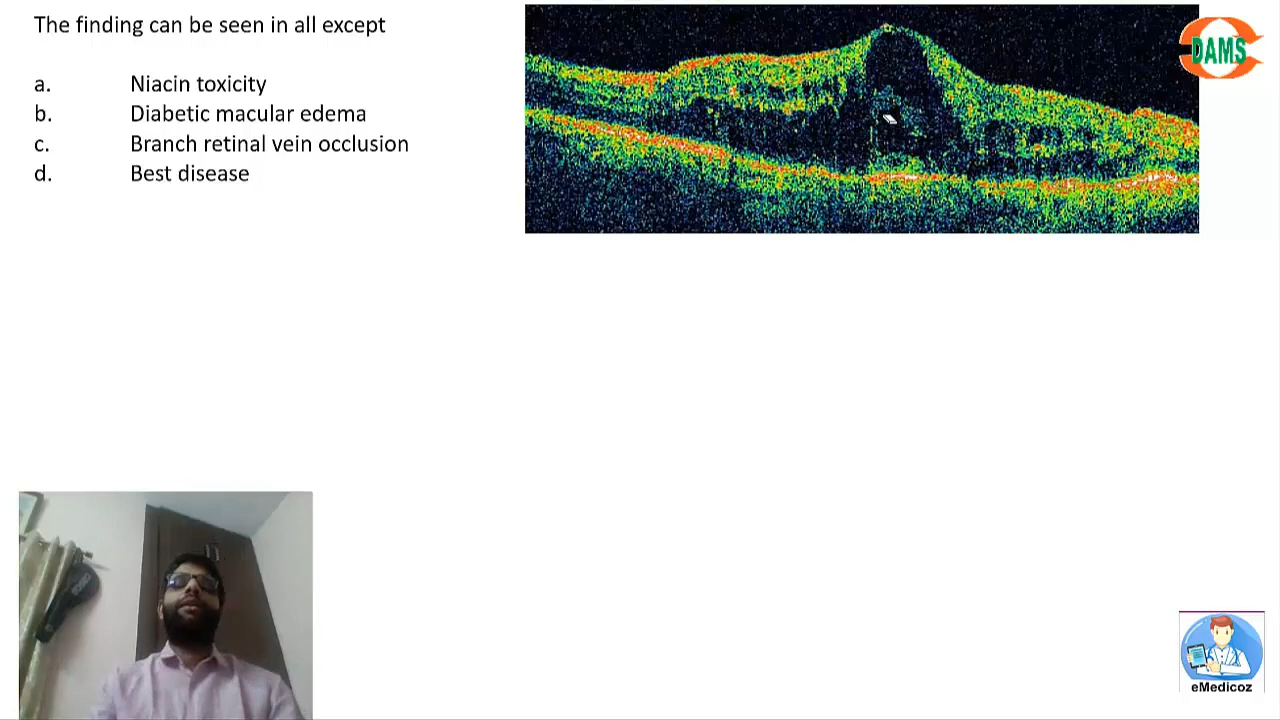 The finding can be seen in all except
a. Niacin toxicity
b. Diabetic macular edema
c. Branch retinal vein occlusion
d. Best disease
DAMS
eMedicoz